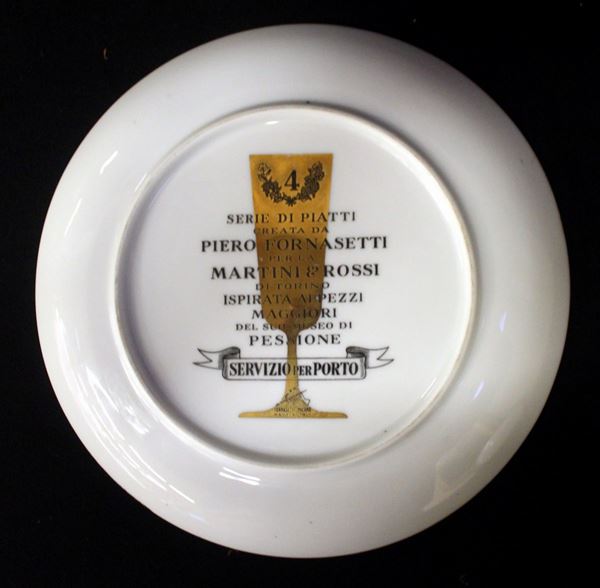 4
SERIE DI PIATTI
CREATA DA
PIERO FORNASETTI
PER LA
MARTINI & ROSSI
DI TORINO
ISPIRATA AI PEZZI
MAGGIORI
DEL SUO MUSEO DI
PESSIONE
SERVIZIO PER PORTO